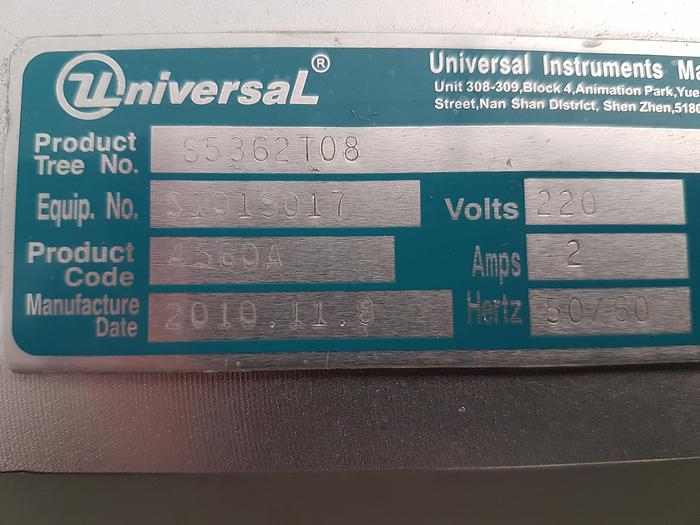 Universal®
Universal Instruments Ma
Unit 308-309,Block 4,Animation Park,Yue
Street,Nan Shan District, Shen Zhen,5180
Product Tree No. S5362T08
Equip. No. S1019017
Volts 220
Product Code 4580A
Amps 2
Manufacture Date 2010.11.8
Hertz 50/60